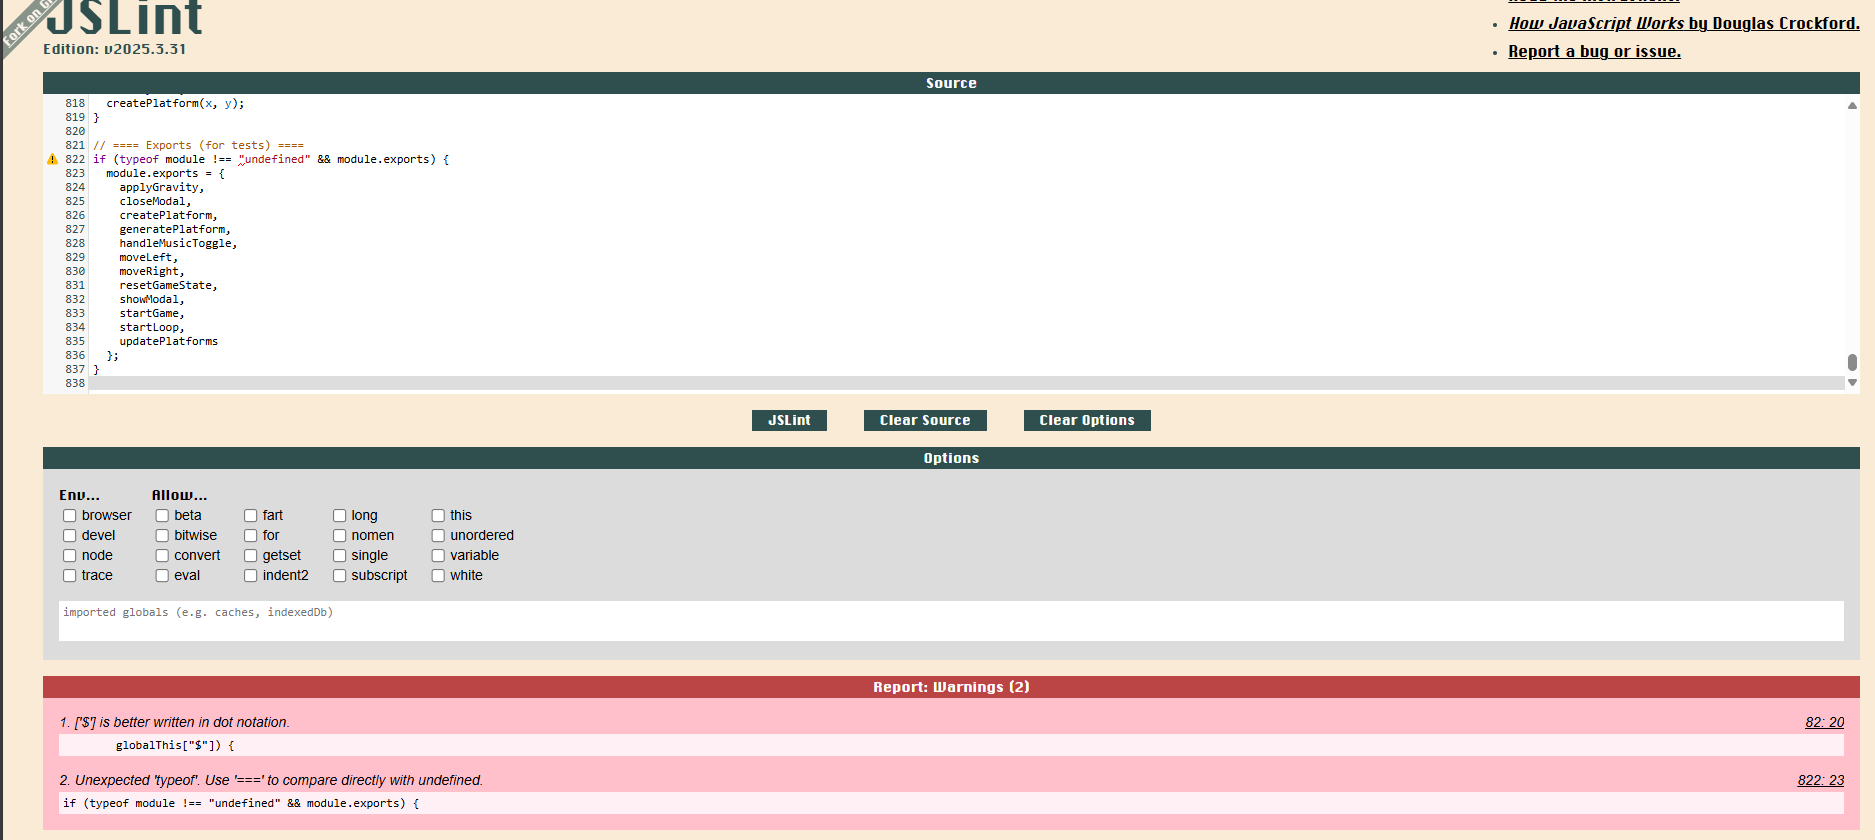 Fork on Gi
JSLint
Edition: v2025.3.31
Read the instructions.
How JavaScript Works by Douglas Crockford.
Report a bug or issue.
Source
818 createPlatform(x, y);
819 }
820
821 // ==== Exports (for tests) ====
822 if (typeof module !== "undefined" && module.exports) {
823 module.exports = {
824 applyGravity,
825 closeModal,
826 createPlatform,
827 generatePlatform,
828 handleMusicToggle,
829 moveLeft,
830 moveRight,
831 resetGameState,
832 showModal,
833 startGame,
834 startLoop,
835 updatePlatforms
836 };
837 }
838
JSLint Clear Source Clear Options
Options
Env... Allow...
browser beta fart long this
devel bitwise for nomen unordered
node convert getset single variable
trace eval indent2 subscript white
imported globals (e.g. caches, indexedDb)
Report: Warnings (2)
1. ['$'] is better written in dot notation. 82: 20
globalThis["$"]) {
2. Unexpected 'typeof'. Use '===' to compare directly with undefined. 822: 23
if (typeof module !== "undefined" && module.exports) {